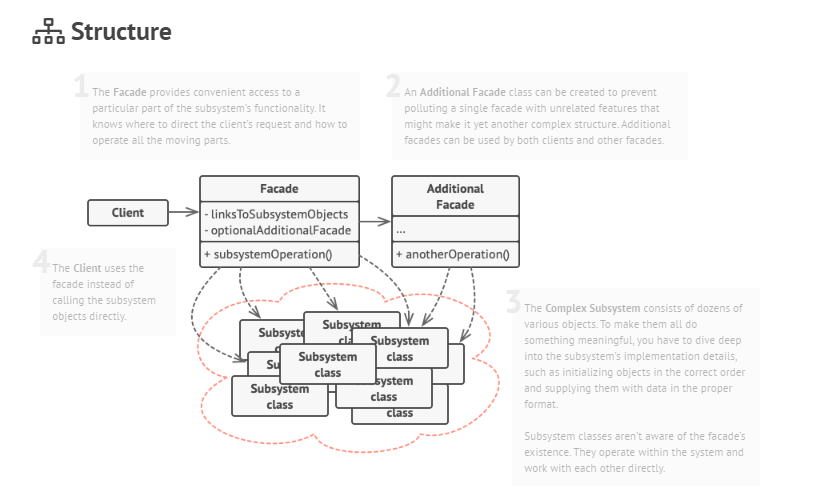 Structure
1
The Facade provides convenient access to a
particular part of the subsystem's functionality. It
knows where to direct the client's request and how to
operate all the moving parts.
2
An Additional Facade class can be created to prevent
polluting a single facade with unrelated features that
might make it yet another complex structure. Additional
facades can be used by both clients and other facades.
Client
Facade
- linksToSubsystemObjects
- optionalAdditionalFacade
+ subsystemOperation()
Additional
Facade
...
+ anotherOperation()
4
The Client uses the
facade instead of
calling the subsystem
objects directly.
Subsystem
Subsystem
class
Subsystem
class
Subsystem
class
class
class
3
The Complex Subsystem consists of dozens of
various objects. To make them all do
something meaningful, you have to dive deep
into the subsystem's implementation details,
such as initializing objects in the correct order
and supplying them with data in the proper
format.
Subsystem classes aren't aware of the facade's
existence. They operate within the system and
work with each other directly.